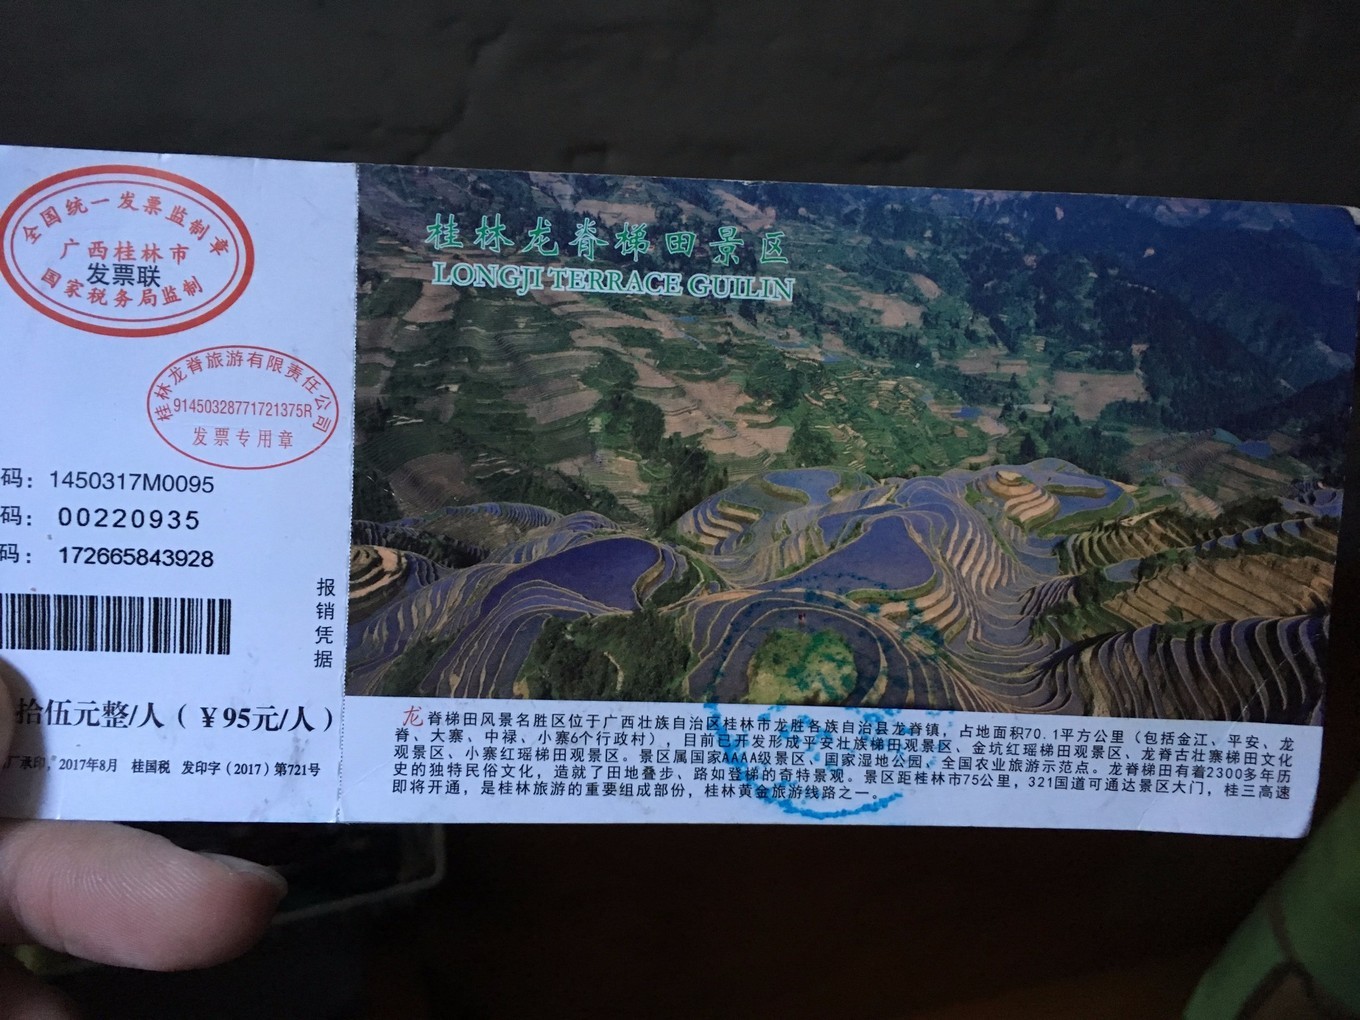 全国统一发票监制章
广西桂林市
发票联
国家税务局监制
桂林龙脊旅游有限责任公司
91450328771721375R
发票专用章
码：1450317M0095
码：00220935
码：172665843928
报销凭据
拾伍元整/人（￥95元/人）
厂承印，2017年8月 桂国税 发印字（2017）第721号
桂林龙脊梯田景区
LONGJI TERRACE GUILIN
龙脊梯田风景名胜区位于广西壮族自治区桂林市龙胜各族自治县龙脊镇，占地面积70.1平方公里（包括金江、平安、龙
脊、大寨、中禄、小寨6个行政村），目前已开发形成平安壮族梯田观景区、金坑红瑶梯田观景区、龙脊古壮寨梯田文化
观景区、小寨红瑶梯田观景区。景区属国家AAAA级景区、国家湿地公园、全国农业旅游示范点。龙脊梯田有着2300多年历
史的独特民俗文化，造就了田地叠步、路如登梯的奇特景观。景区距桂林市75公里，321国道可通达景区大门，桂三高速
即将开通，是桂林旅游的重要组成部份，桂林黄金旅游线路之一。